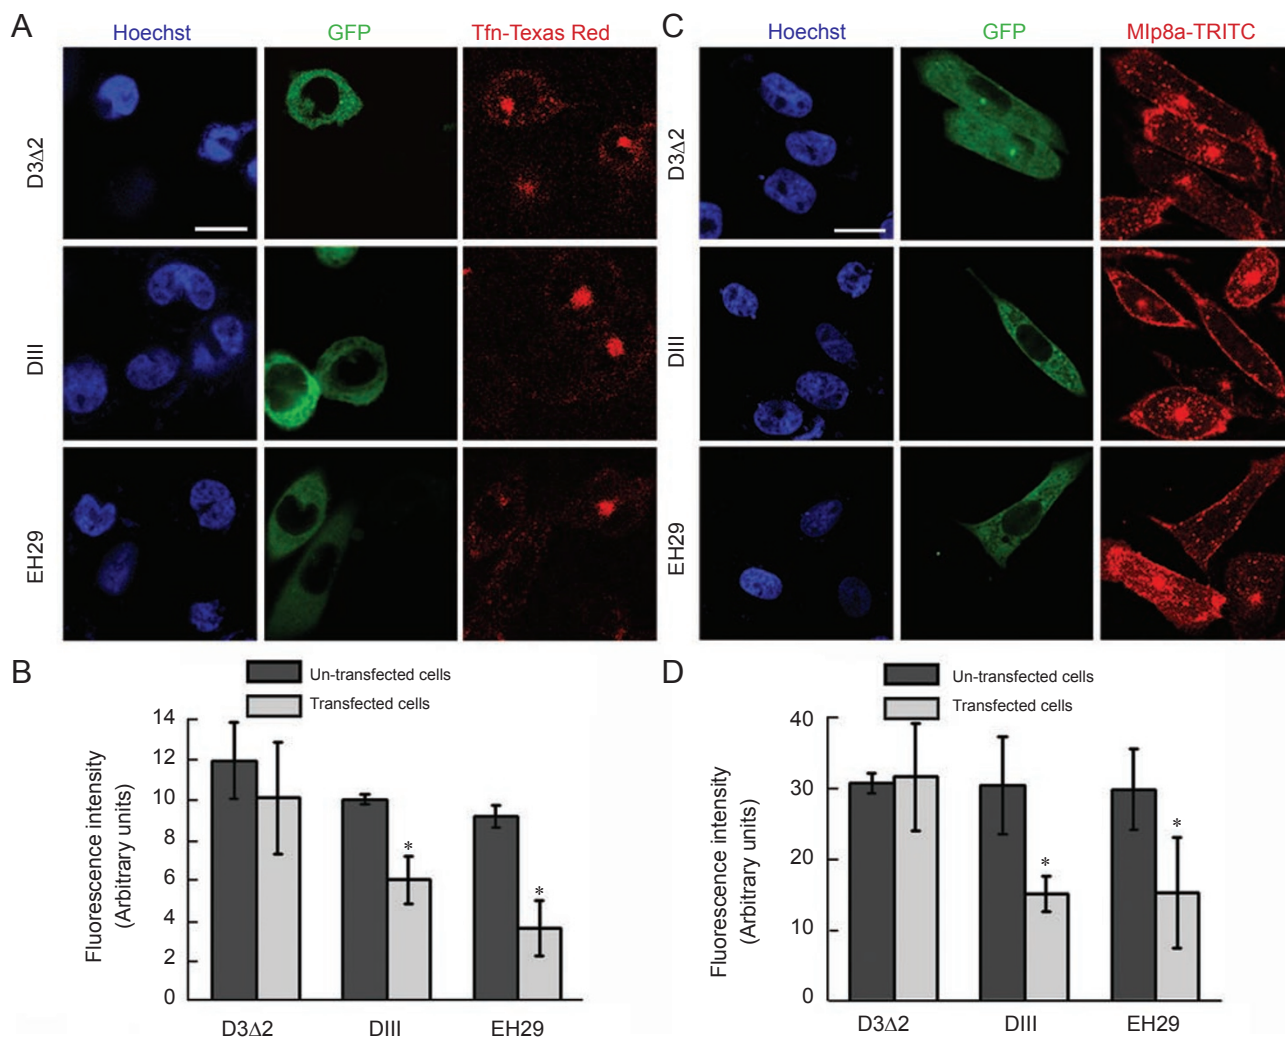 A
Hoechst
GFP
Tfn-Texas Red
D3Δ2
DIII
EH29
B
Un-transfected cells
Transfected cells
Fluorescence intensity
(Arbitrary units)
14
12
10
8
6
4
2
0
*
*
D3Δ2
DIII
EH29
C
Hoechst
GFP
Mlp8a-TRITC
D3Δ2
DIII
EH29
D
Un-transfected cells
Transfected cells
Fluorescence intensity
(Arbitrary units)
40
30
20
10
0
*
*
D3Δ2
DIII
EH29